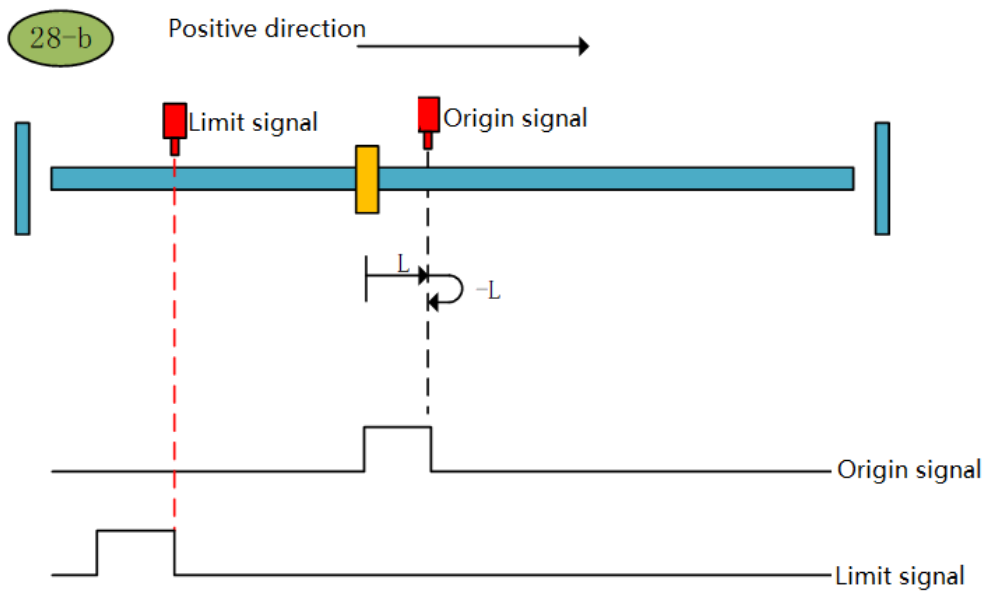 28-b
Positive direction
Limit signal
Origin signal
L
-L
Origin signal
Limit signal